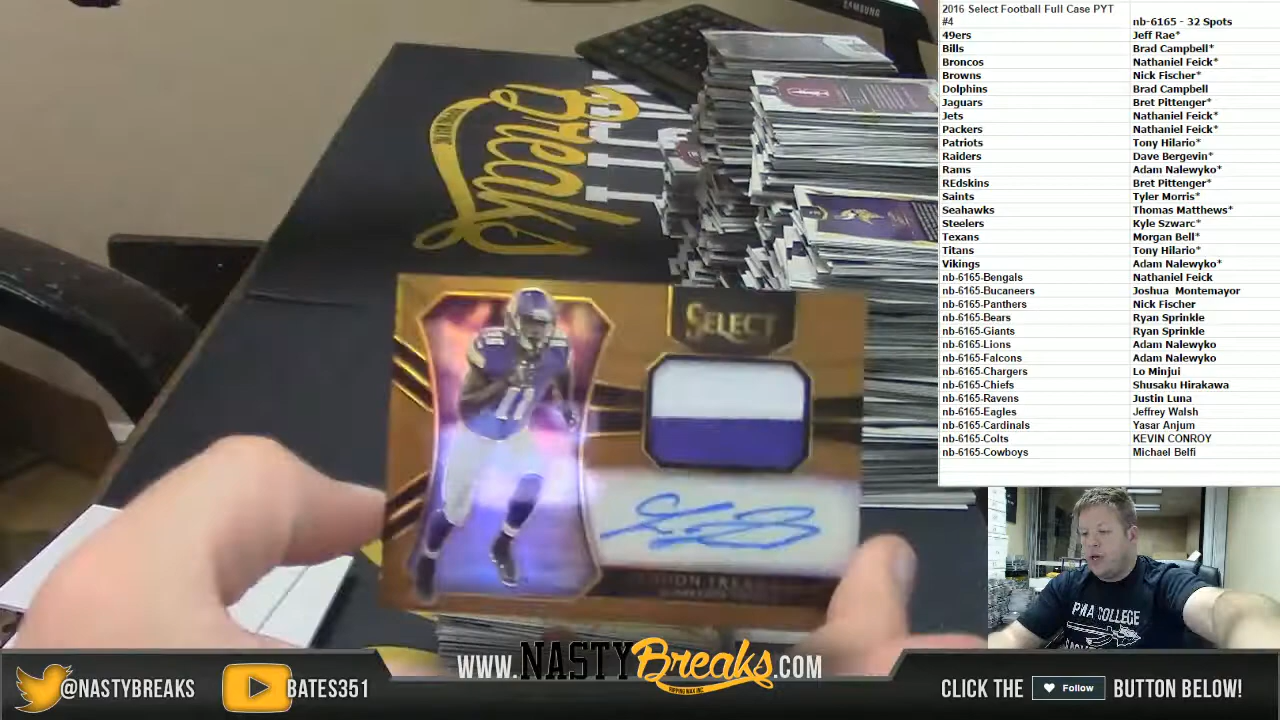 SAMSUNG
Breaks
SELECT
11
2016 Select Football Full Case PYT
#4 nb-6165 - 32 Spots
49ers Jeff Rae*
Bills Brad Campbell*
Broncos Nathaniel Feick*
Browns Nick Fischer*
Dolphins Brad Campbell
Jaguars Bret Pittenger*
Jets Nathaniel Feick*
Packers Nathaniel Feick*
Patriots Tony Hilario*
Raiders Dave Bergevin*
Rams Adam Nalewyko*
REdskins Bret Pittenger*
Saints Tyler Morris*
Seahawks Thomas Matthews*
Steelers Kyle Szwarc*
Texans Morgan Bell*
Titans Tony Hilario*
Vikings Adam Nalewyko*
nb-6165-Bengals Nathaniel Feick
nb-6165-Bucaneers Joshua Montemayor
nb-6165-Panthers Nick Fischer
nb-6165-Bears Ryan Sprinkle
nb-6165-Giants Ryan Sprinkle
nb-6165-Lions Adam Nalewyko
nb-6165-Falcons Adam Nalewyko
nb-6165-Chargers Lo Minjui
nb-6165-Chiefs Shusaku Hirakawa
nb-6165-Ravens Justin Luna
nb-6165-Eagles Jeffrey Walsh
nb-6165-Cardinals Yasar Anjum
nb-6165-Colts KEVIN CONROY
nb-6165-Cowboys Michael Belfi
COLLEGE
@NASTYBREAKS
BATES351
WWW.NASTYBreaks.COM
RIPPING WAX INC.
CLICK THE Follow BUTTON BELOW!